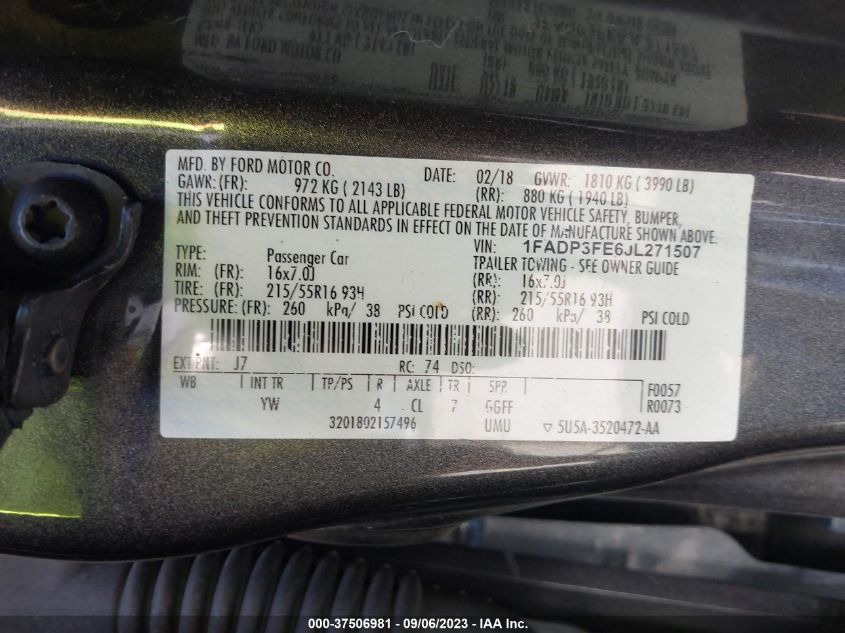 MFD. BY FORD MOTOR CO. DATE: 02/18 GVWR: 1810 KG ( 3990 LB)
GAWR: (FR): 972 KG ( 2143 LB) (RR): 880 KG ( 1940 LB)
THIS VEHICLE CONFORMS TO ALL APPLICABLE FEDERAL MOTOR VEHICLE SAFETY, BUMPER,
AND THEFT PREVENTION STANDARDS IN EFFECT ON THE DATE OF MANUFACTURE SHOWN ABOVE.
VIN: 1FADP3FE6JL271507
TYPE: Passenger Car TRAILER TOWING - SEE OWNER GUIDE
RIM: (FR): 16x7.0J (RR): 16x7.0J
TIRE: (FR): 215/55R16 93H (RR): 215/55R16 93H
PRESSURE: (FR): 260 kPa/ 38 PSI COLD (RR): 260 kPa/ 38 PSI COLD
EXT PNT: J7 RC: 74 DSO:
WB INT TR TP/PS R AXLE TR SPR F0057
YW 4 CL 7 GGFF R0073
3201802157496 UMU ▽ 5U5A-3520472-AA
000-37506981 - 09/06/2023 - © IAA Inc.